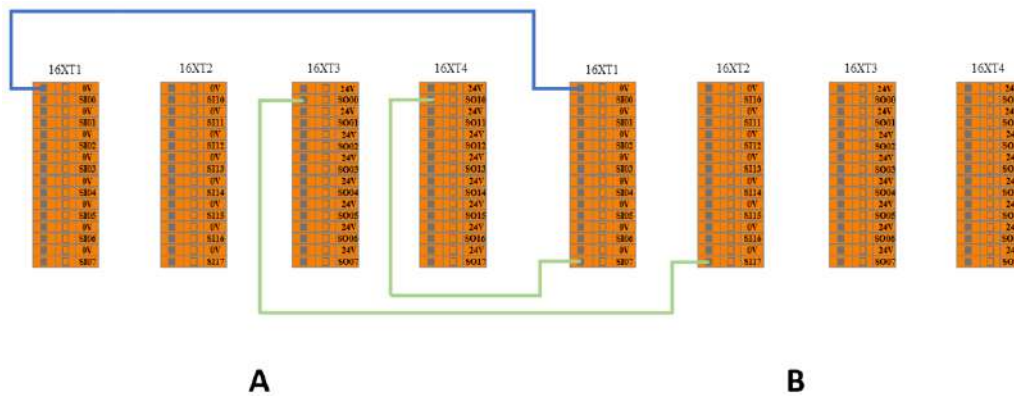 16XT1
0V
SI00
0V
SI01
0V
SI02
0V
SI03
0V
SI04
0V
SI05
0V
SI06
0V
SI07
16XT2
0V
SI10
0V
SI11
0V
SI12
0V
SI13
0V
SI14
0V
SI15
0V
SI16
0V
SI17
16XT3
24V
SO00
24V
SO01
24V
SO02
24V
SO03
24V
SO04
24V
SO05
24V
SO06
24V
SO07
16XT4
24V
SO10
24V
SO11
24V
SO12
24V
SO13
24V
SO14
24V
SO15
24V
SO16
24V
SO17
16XT1
0V
SI00
0V
SI01
0V
SI02
0V
SI03
0V
SI04
0V
SI05
0V
SI06
0V
SI07
16XT2
0V
SI10
0V
SI11
0V
SI12
0V
SI13
0V
SI14
0V
SI15
0V
SI16
0V
SI17
16XT3
24V
SO00
24V
SO01
24V
SO02
24V
SO03
24V
SO04
24V
SO05
24V
SO06
24V
SO07
16XT4
A
B